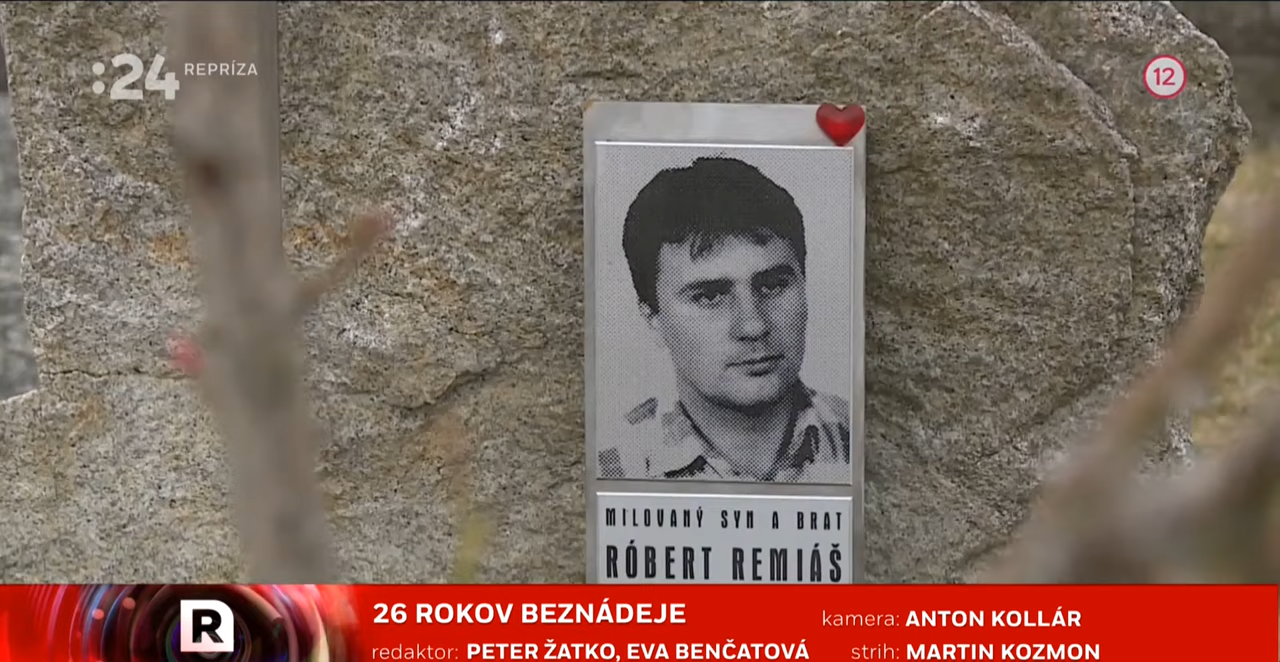 :24 REPRÍZA
12
MILOVANÝ SYN A BRAT
RÓBERT REMIÁŠ
R
26 ROKOV BEZNÁDEJE
kamera: ANTON KOLLÁR
redaktor: PETER ŽATKO, EVA BENČATOVÁ
strih: MARTIN KOZMON